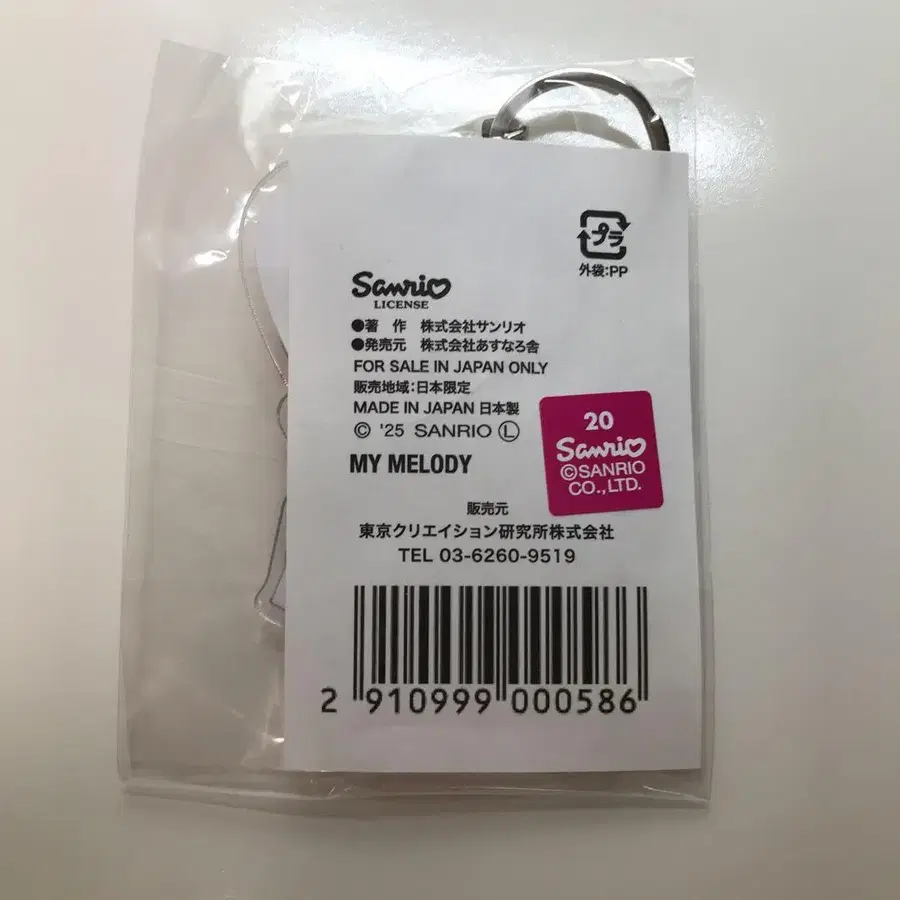 プラ
外袋:PP
Sanrio
LICENSE
●著 作 株式会社サンリオ
●発売元 株式会社あすなろ舎
FOR SALE IN JAPAN ONLY
販売地域:日本限定
MADE IN JAPAN 日本製
© '25 SANRIO Ⓛ
MY MELODY
20
Sanrio
©SANRIO
CO.,LTD.
販売元
東京クリエイション研究所株式会社
TEL 03-6260-9519
2 910999 000586